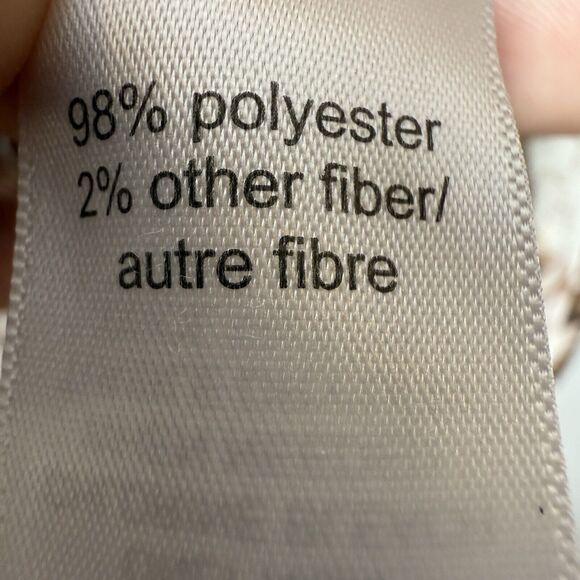 98% polyester
2% other fiber/
autre fibre